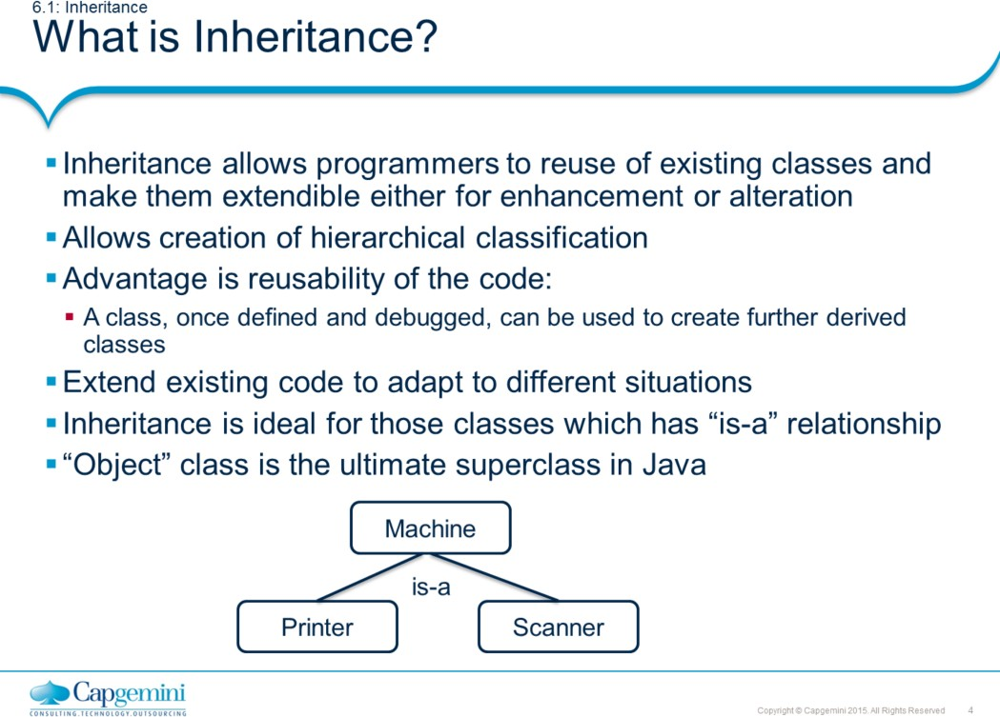 6.1: Inheritance
What is Inheritance?
Inheritance allows programmers to reuse of existing classes and
make them extendible either for enhancement or alteration
Allows creation of hierarchical classification
Advantage is reusability of the code:
A class, once defined and debugged, can be used to create further derived
classes
Extend existing code to adapt to different situations
Inheritance is ideal for those classes which has “is-a” relationship
“Object” class is the ultimate superclass in Java
Machine
is-a
Printer
Scanner
Capgemini
CONSULTING.TECHNOLOGY.OUTSOURCING
Copyright © Capgemini 2015. All Rights Reserved
4